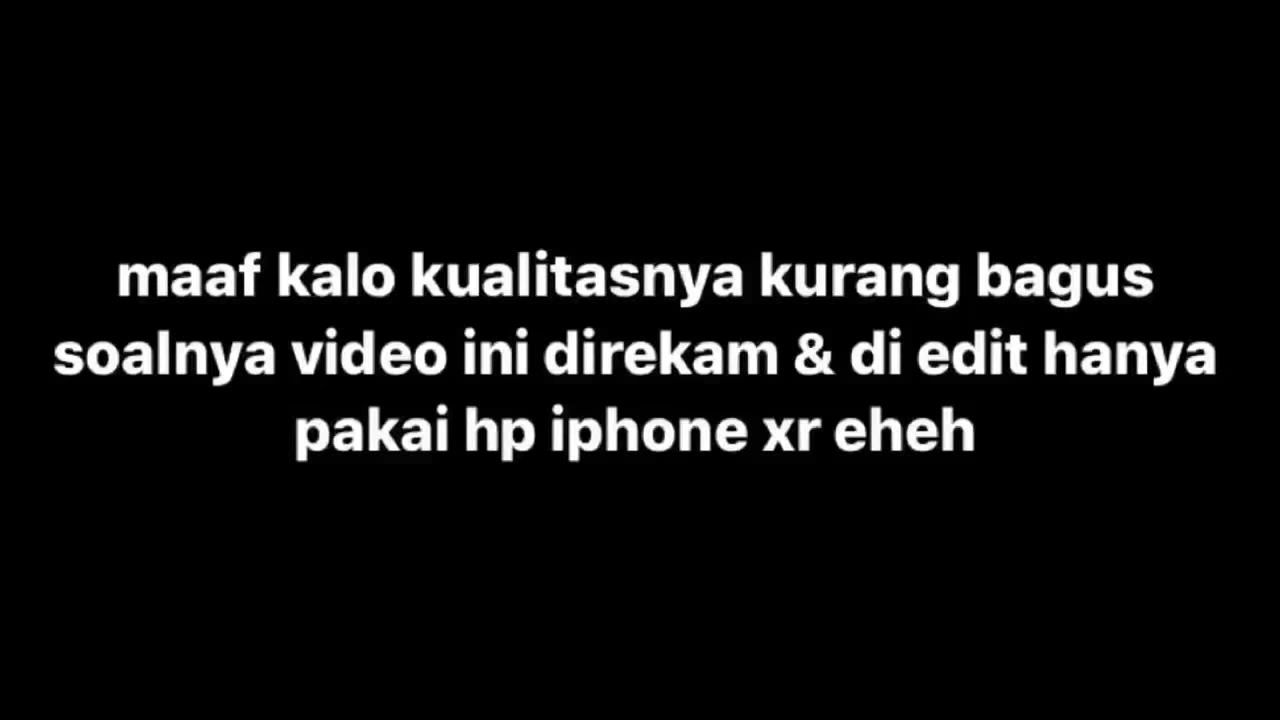 maaf kalo kualitasnya kurang bagus
soalnya video ini direkam & di edit hanya
pakai hp iphone xr eheh